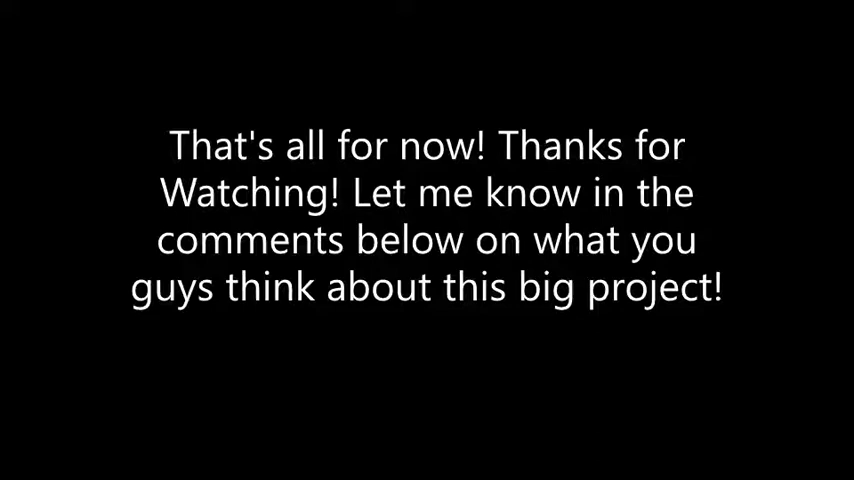 That's all for now! Thanks for
Watching! Let me know in the
comments below on what you
guys think about this big project!